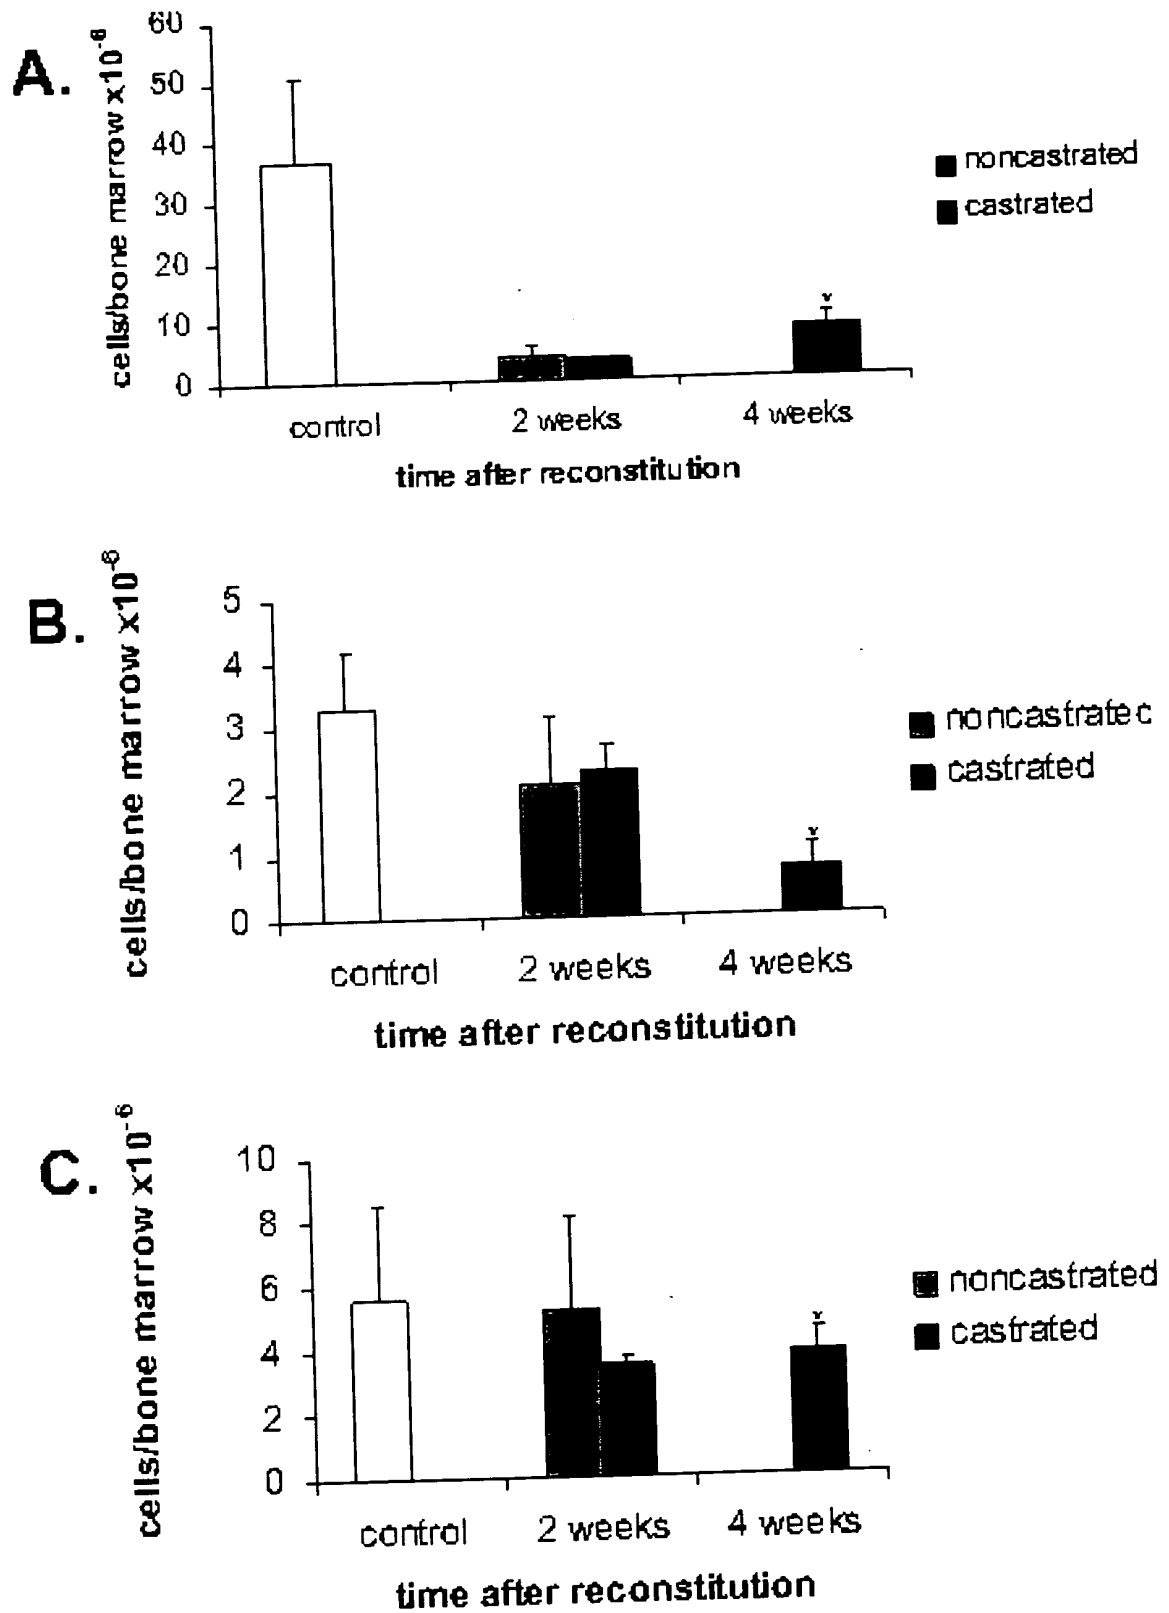 A.
cells/bone marrow x10⁻⁶
60
50
40
30
20
10
0
control
2 weeks
4 weeks
time after reconstitution
noncastrated
castrated
*
B.
cells/bone marrow x10⁻⁶
5
4
3
2
1
0
control
2 weeks
4 weeks
time after reconstitution
noncastrated
castrated
*
C.
cells/bone marrow x10⁻⁶
10
8
6
4
2
0
control
2 weeks
4 weeks
time after reconstitution
noncastrated
castrated
*